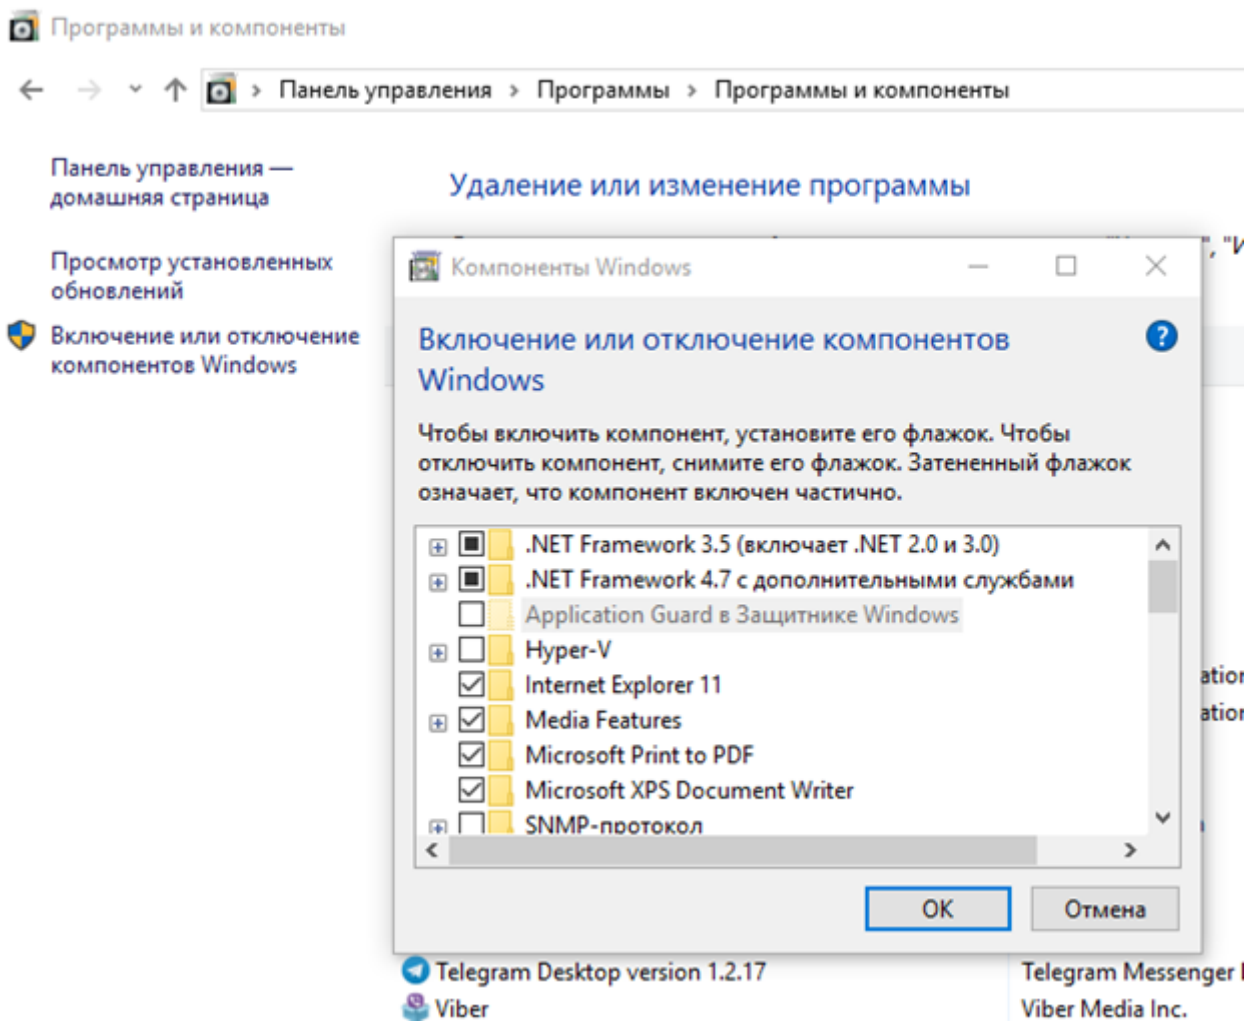 Программы и компоненты
Панель управления > Программы > Программы и компоненты
Панель управления —
домашняя страница
Просмотр установленных
обновлений
Включение или отключение
компонентов Windows
Удаление или изменение программы
Компоненты Windows
Включение или отключение компонентов
Windows
Чтобы включить компонент, установите его флажок. Чтобы
отключить компонент, снимите его флажок. Затененный флажок
означает, что компонент включен частично.
.NET Framework 3.5 (включает .NET 2.0 и 3.0)
.NET Framework 4.7 с дополнительными службами
Application Guard в Защитнике Windows
Hyper-V
Internet Explorer 11
Media Features
Microsoft Print to PDF
Microsoft XPS Document Writer
SNMP-протокол
OK
Отмена
Telegram Desktop version 1.2.17
Telegram Messenger
Viber
Viber Media Inc.